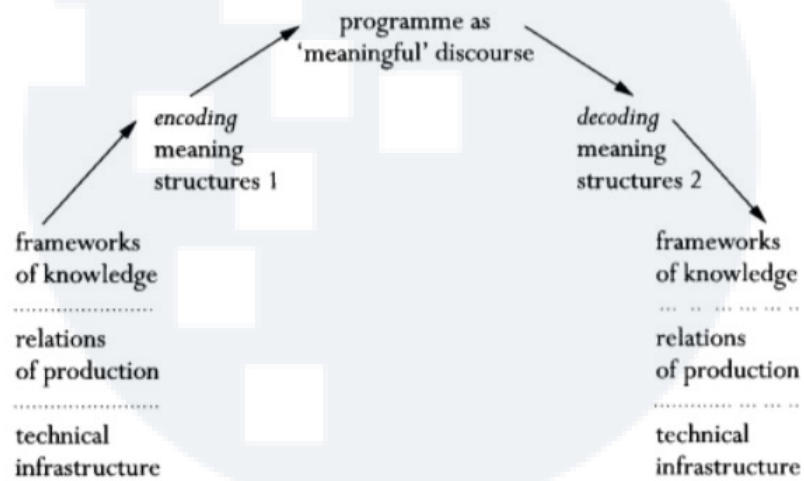 programme as
‘meaningful’ discourse
encoding
meaning
structures 1
decoding
meaning
structures 2
frameworks
of knowledge
relations
of production
technical
infrastructure
frameworks
of knowledge
relations
of production
technical
infrastructure